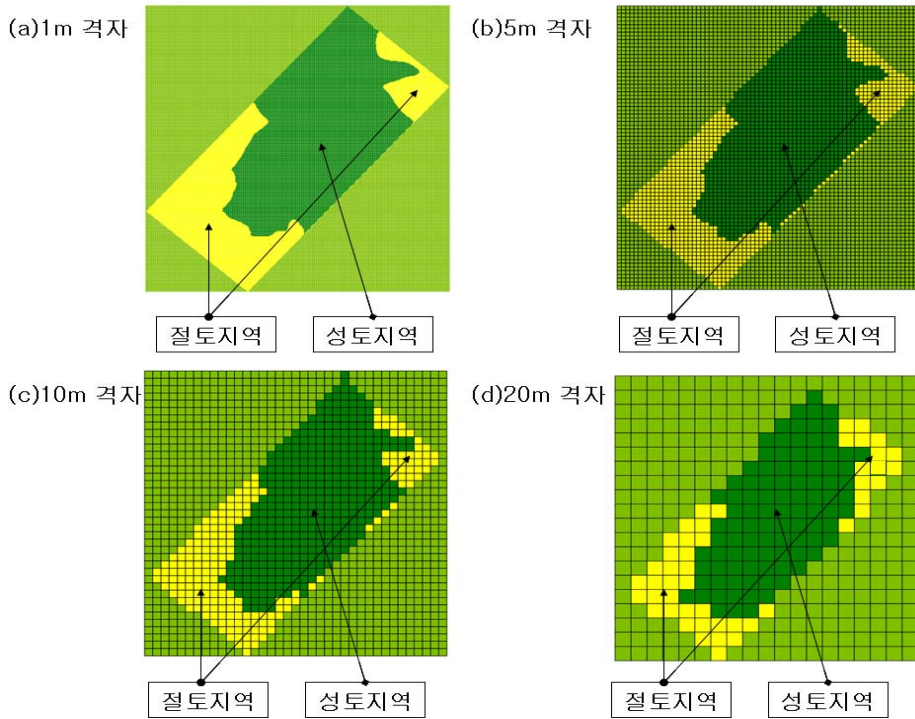 (a)1m 격자
(b)5m 격자
절토지역
성토지역
절토지역
성토지역
(c)10m 격자
(d)20m 격자
절토지역
성토지역
절토지역
성토지역